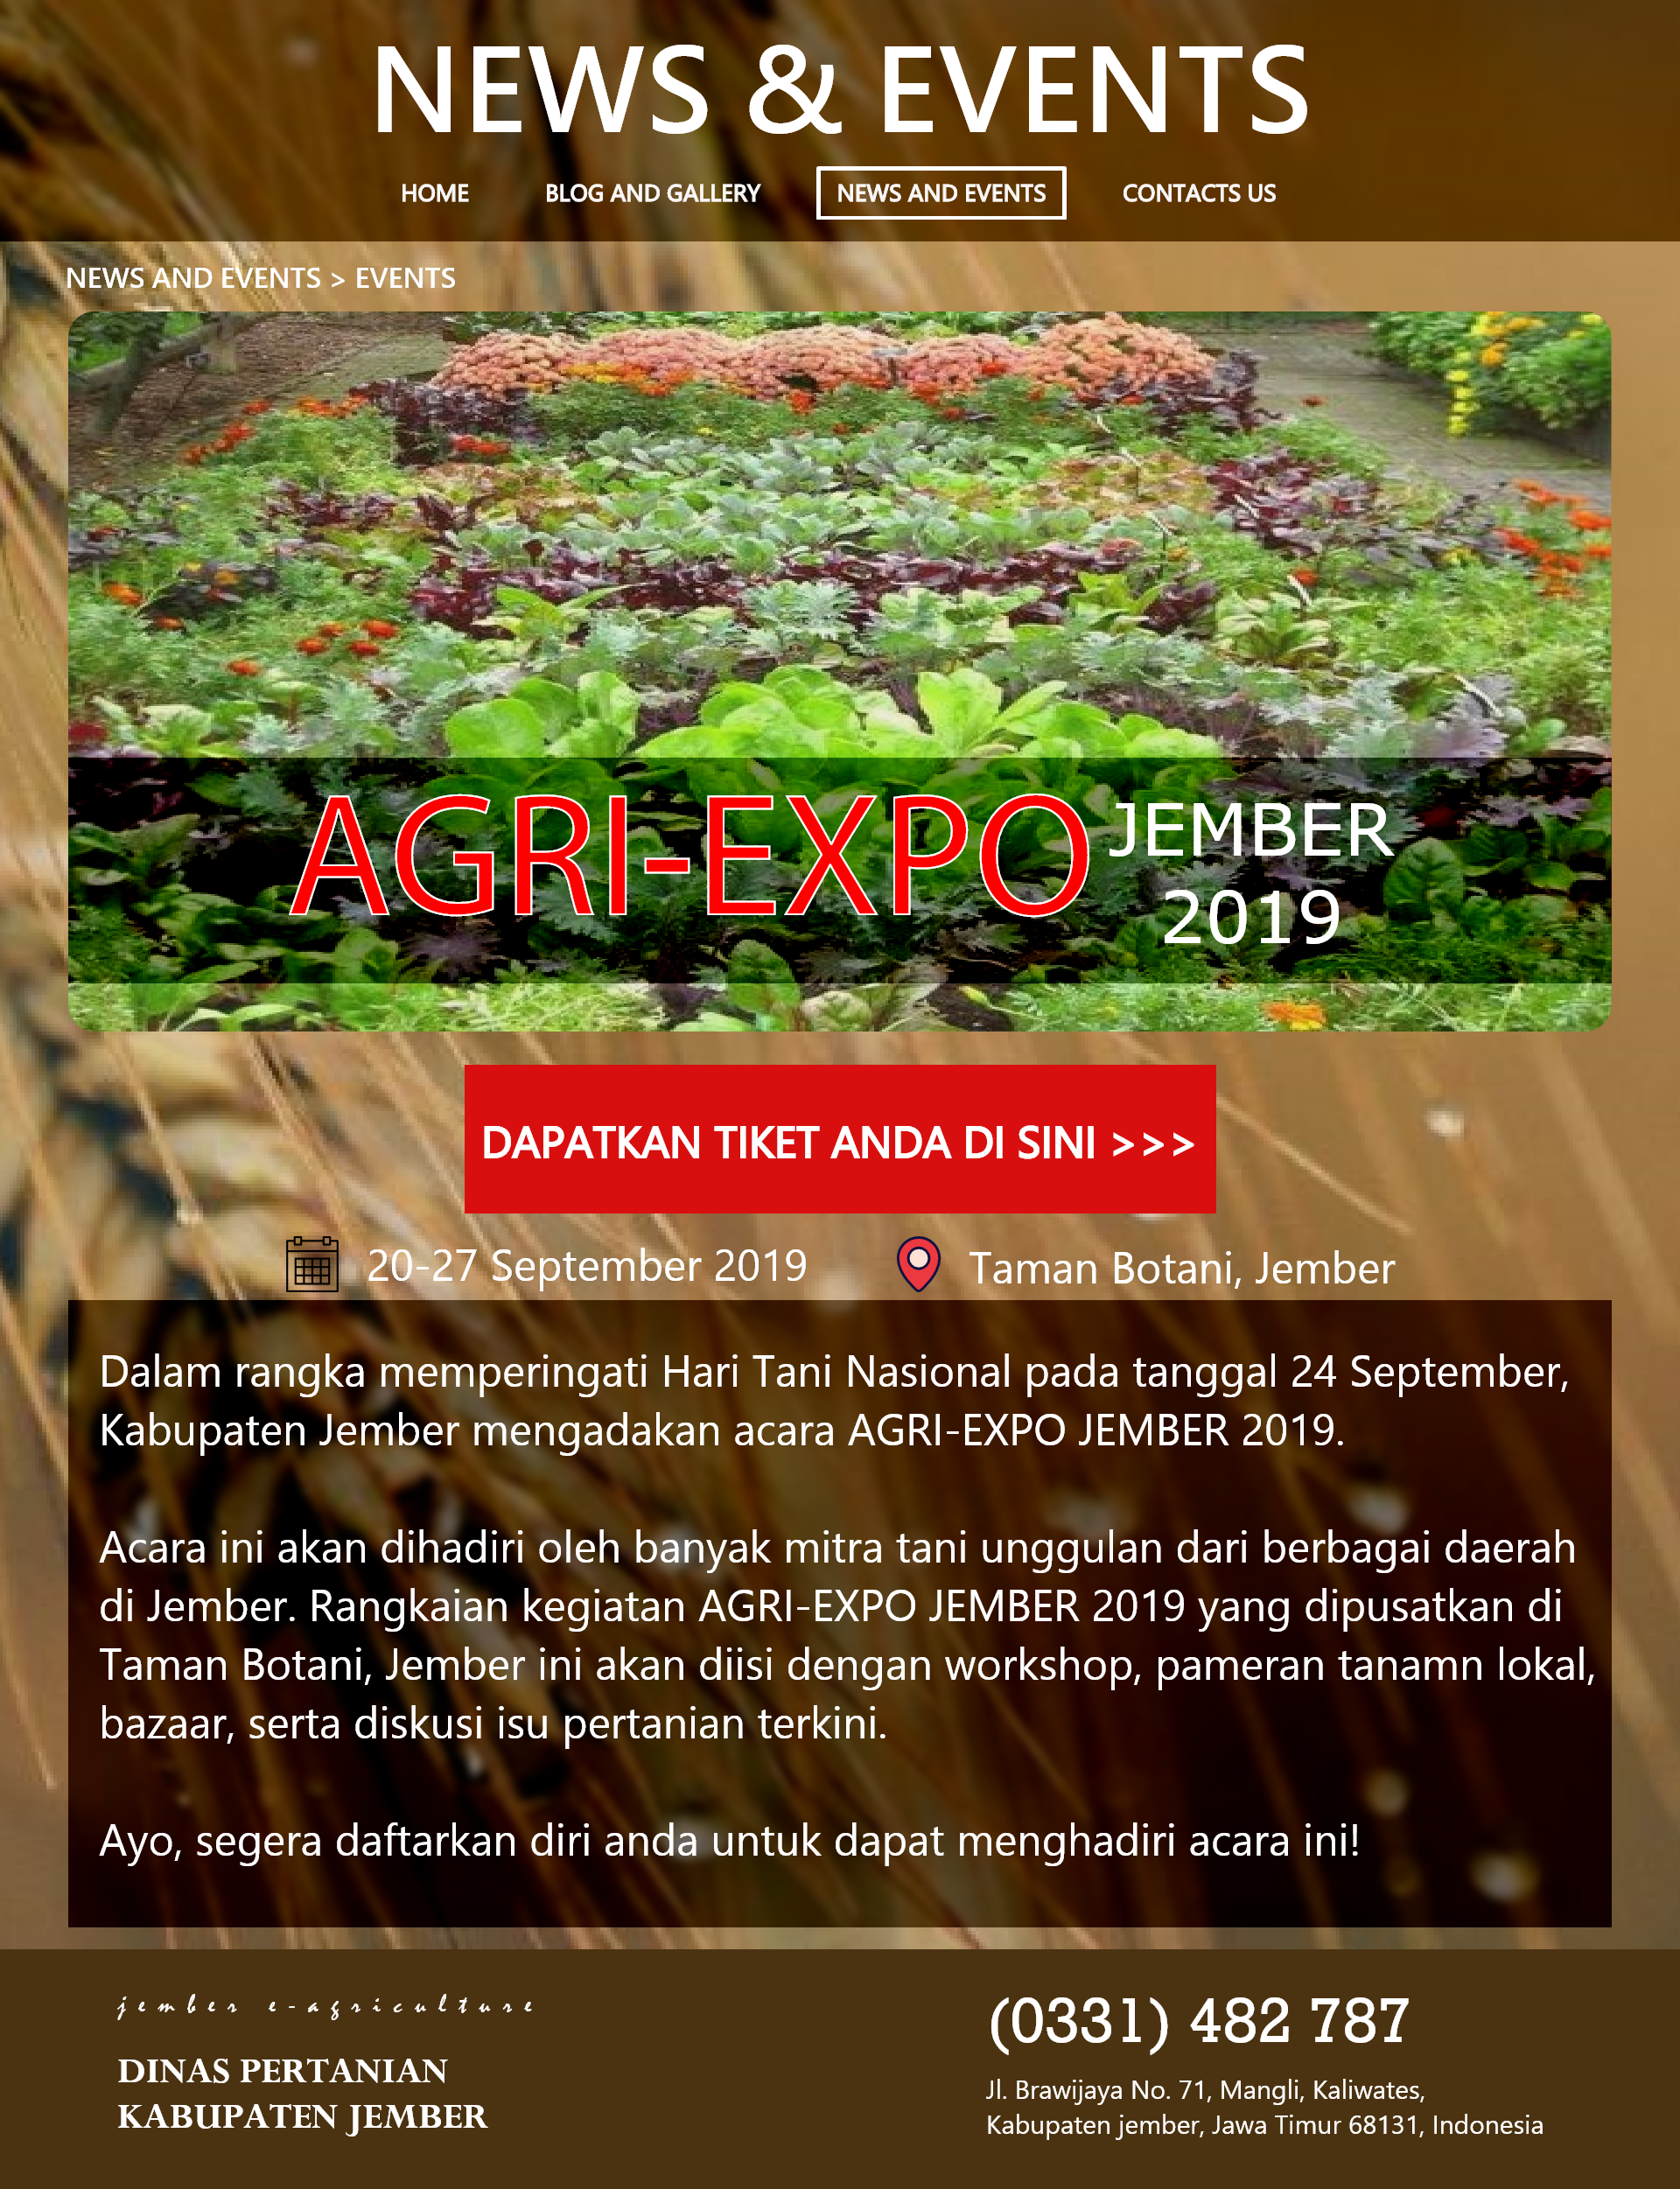 NEWS & EVENTS
HOME BLOG AND GALLERY NEWS AND EVENTS CONTACTS US
NEWS AND EVENTS > EVENTS
AGRI-EXPO JEMBER
2019
DAPATKAN TIKET ANDA DI SINI >>>
20-27 September 2019 Taman Botani, Jember
Dalam rangka memperingati Hari Tani Nasional pada tanggal 24 September,
Kabupaten Jember mengadakan acara AGRI-EXPO JEMBER 2019.
Acara ini akan dihadiri oleh banyak mitra tani unggulan dari berbagai daerah
di Jember. Rangkaian kegiatan AGRI-EXPO JEMBER 2019 yang dipusatkan di
Taman Botani, Jember ini akan diisi dengan workshop, pameran tanamn lokal,
bazaar, serta diskusi isu pertanian terkini.
Ayo, segera daftarkan diri anda untuk dapat menghadiri acara ini!
jember e-agriculture
DINAS PERTANIAN
KABUPATEN JEMBER
(0331) 482 787
Jl. Brawijaya No. 71, Mangli, Kaliwates,
Kabupaten jember, Jawa Timur 68131, Indonesia